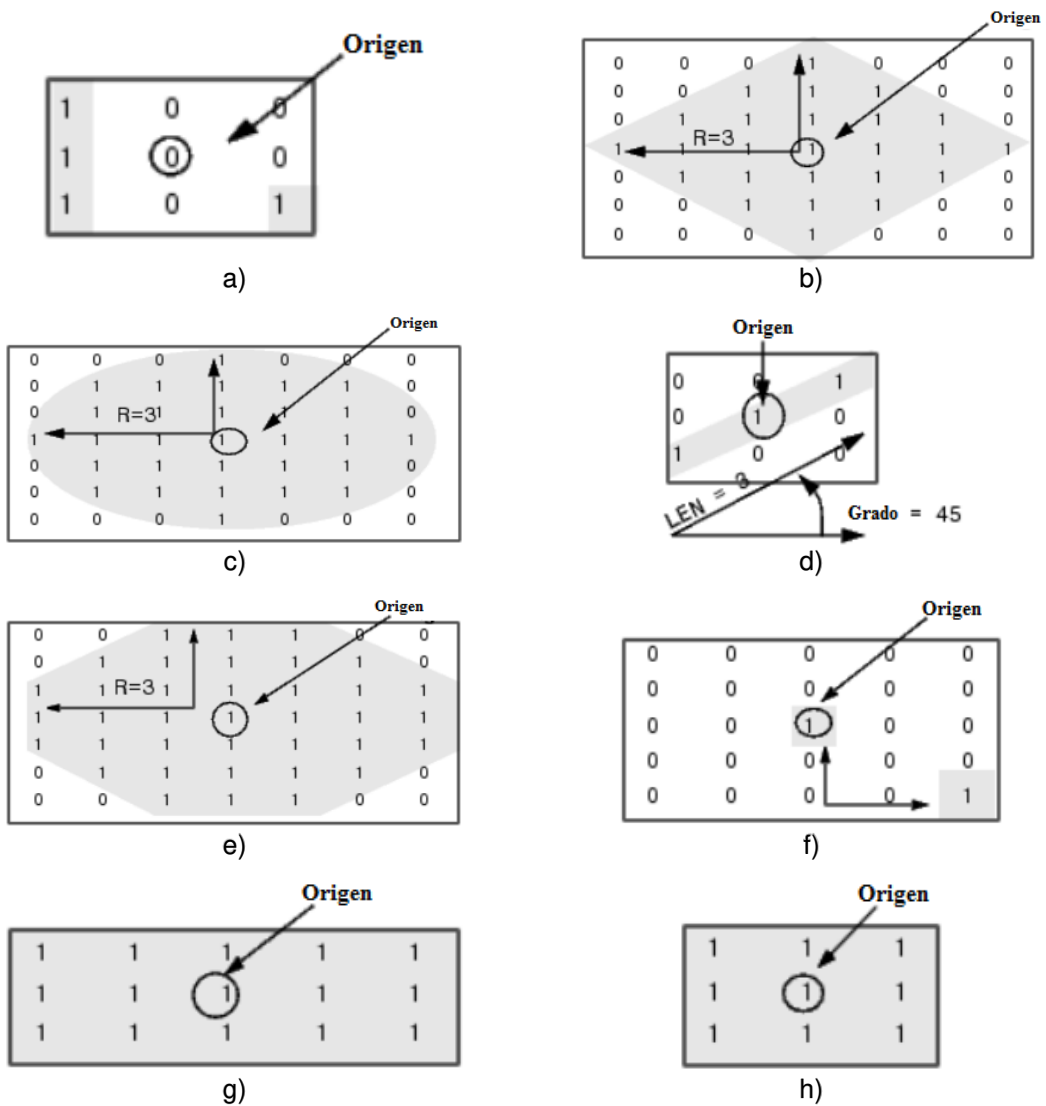 Origen
1 0 0
1 0 0
1 0 1
a)
Origen
0 0 0 1 0 0 0
0 0 1 1 1 0 0
0 1 1 1 1 1 0
R=3
1 1 1 1 1 1 1
0 1 1 1 1 1 0
0 0 1 1 1 0 0
0 0 0 1 0 0 0
b)
Origen
0 0 0 1 0 0 0
0 1 1 1 1 1 0
0 1 1 1 1 1 0
R=3
1 1 1 1 1 1 1
0 1 1 1 1 1 0
0 1 1 1 1 1 0
0 0 0 1 0 0 0
c)
Origen
0 0 1
0 1 0
1 0 0
LEN = 3
Grado = 45
d)
Origen
0 0 1 1 1 0 0
0 1 1 1 1 1 0
1 1 1 1 1 1 1
R=3
1 1 1 1 1 1 1
1 1 1 1 1 1 1
0 1 1 1 1 1 0
0 0 1 1 1 0 0
e)
Origen
0 0 0 0 0
0 0 0 0 0
0 0 1 0 0
0 0 0 0 0
0 0 0 0 1
f)
Origen
1 1 1 1 1
1 1 1 1 1
1 1 1 1 1
g)
Origen
1 1 1
1 1 1
1 1 1
h)